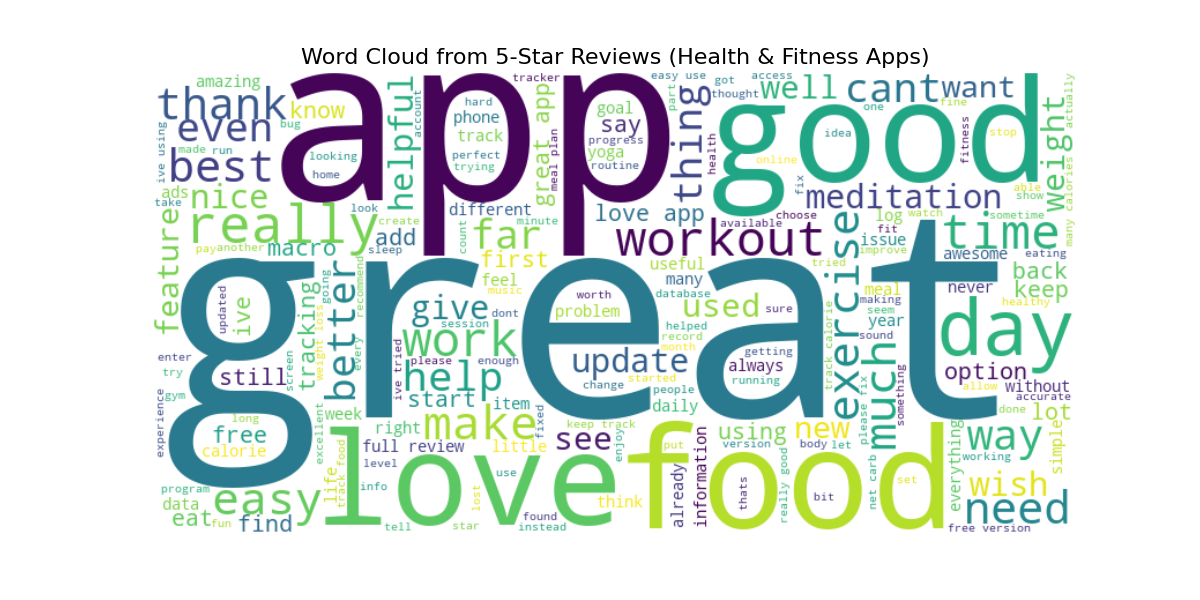 Word Cloud from 5-Star Reviews (Health & Fitness Apps)
app
good
great
love
food
amazing
thank
know
bug
even
ive using
made
run
best
looking
home
ads
nice
take
really
look
create
feature
pay
another
macro
sleep
add
helpful
account
tracker
hard
phone
track
perfect
trying
great app
meal plan
goal
say
progress
yoga
routine
easy use
got
access
part
thought
thing
health
well
cant
want
one
fine
idea
online
fix
fitness
stop
weight
actually
many calories
able
show
meditation
different
minute
count
far
first
feel
music
love app
available
choose
workout
useful
many
database
tried
exercise
log
watch
fit
issue
improve
sometime
time
awesome
eating
meal
never
making
healthy
seem
year
sound
back
keep
day
updated
ive
tracking
going
weight loss
screen
better
recommend
every
give
session
dont
work
please
enough
ive tried
help
worth
problem
used
sure
helped
record
month
update
getting
always
running
change
started
people
daily
track calorie
please fix
much
something
option
allow
without
accurate
done
lot
enter
try
gym
still
experience
long
free
calorie
excellent
week
start
item
right
make
fixed
full review
little
level
keep track
see
enjoy
using
version
new
body
let
put
everything
way
working
simple
program
data
easy
eat
fun
find
life
track food
info
tell
use
lost
star
found
instead
think
already
information
thats
bit
really good
net carb
set
wish
need
free version